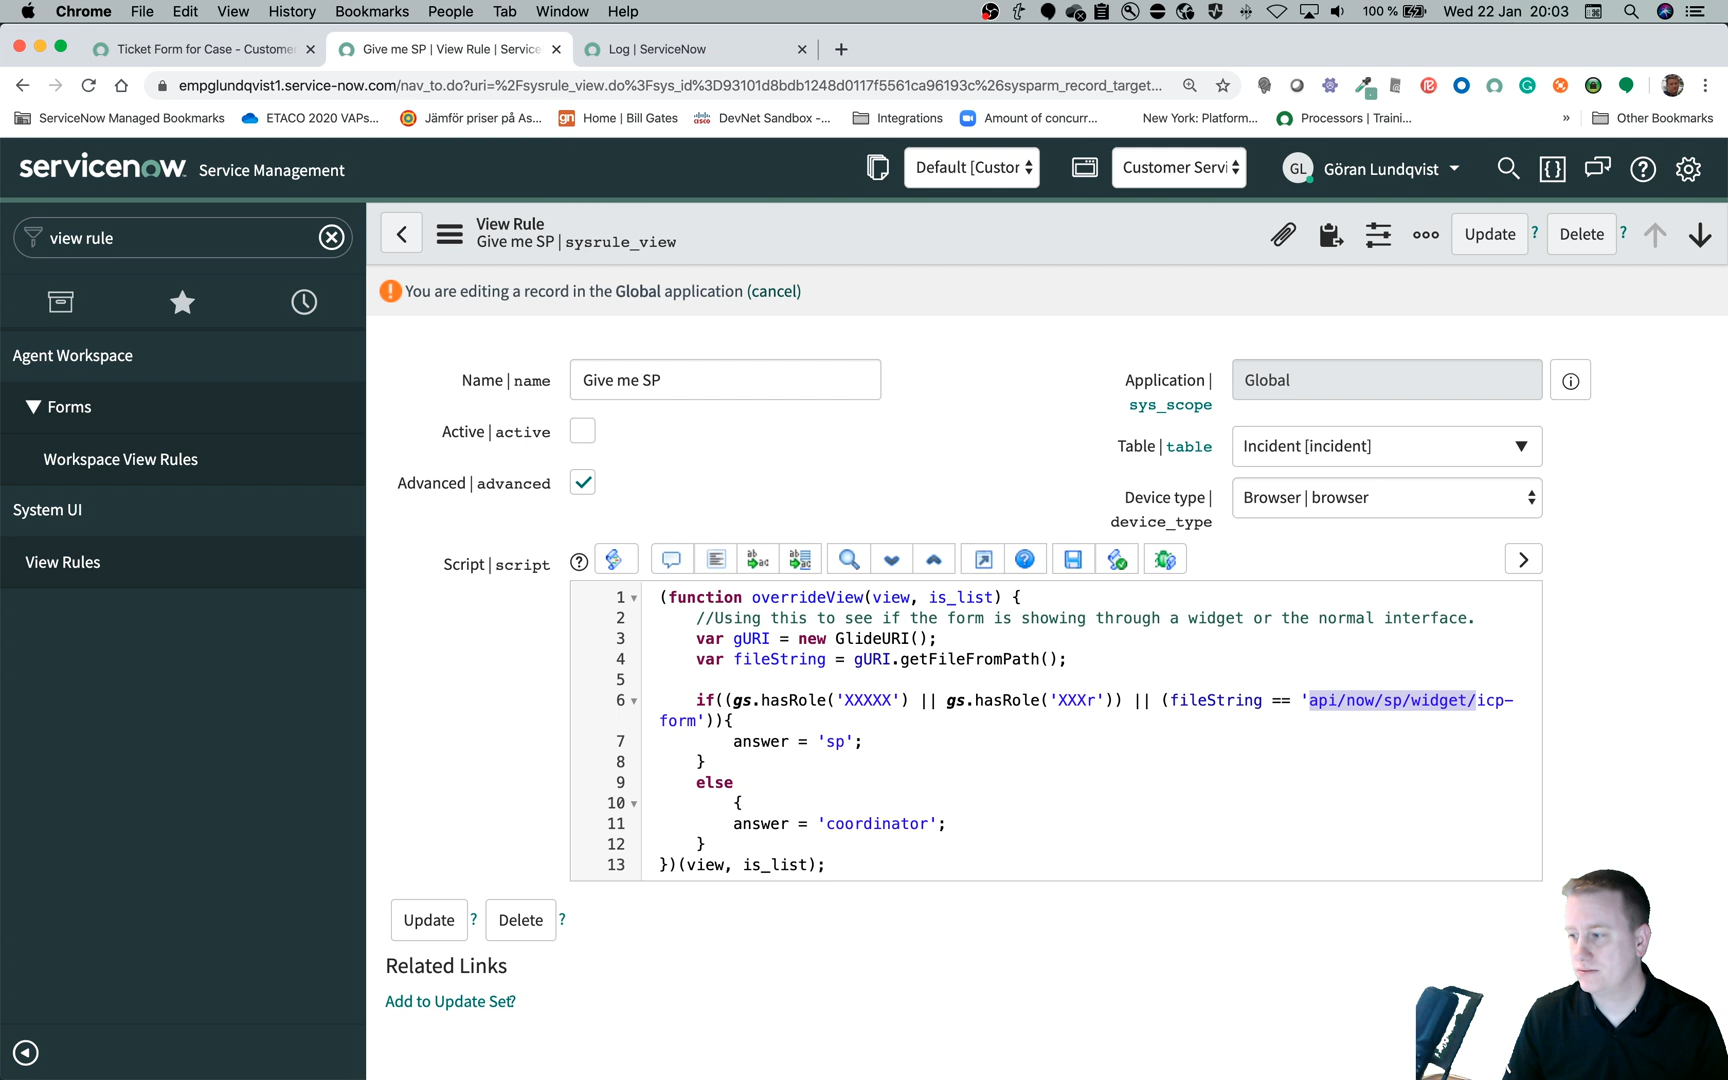 Chrome File Edit View History Bookmarks People Tab Window Help 100 % Wed 22 Jan 20:03
Ticket Form for Case - Custome
Give me SP | View Rule | Service
Log | ServiceNow
empglundqvist1.service-now.com/nav_to.do?uri=%2Fsysrule_view.do%3Fsys_id%3D93101d8bdb1248d0117f5561ca96193c%26sysparm_record_target...
ServiceNow Managed Bookmarks ETACO 2020 VAPs... Jämför priser på As... gn Home | Bill Gates DevNet Sandbox -... Integrations Amount of concurr... New York: Platform... Processors | Traini... » Other Bookmarks
servicenow Service Management Default [Custor Customer Servi GL Göran Lundqvist
view rule
View Rule
Give me SP | sysrule_view
Update ? Delete ?
You are editing a record in the Global application (cancel)
Agent Workspace
Forms
Workspace View Rules
System UI
View Rules
Name | name Give me SP
Active | active
Advanced | advanced
Application |
sys_scope
Global
Table | table Incident [incident]
Device type |
device_type
Browser | browser
Script | script
1 (function overrideView(view, is_list) {
2 //Using this to see if the form is showing through a widget or the normal interface.
3 var gURI = new GlideURI();
4 var fileString = gURI.getFileFromPath();
5
6 if((gs.hasRole('XXXXX') || gs.hasRole('XXXr')) || (fileString == 'api/now/sp/widget/icp-
form')){
7 answer = 'sp';
8 }
9 else
10 {
11 answer = 'coordinator';
12 }
13 })(view, is_list);
Update ? Delete ?
Related Links
Add to Update Set?